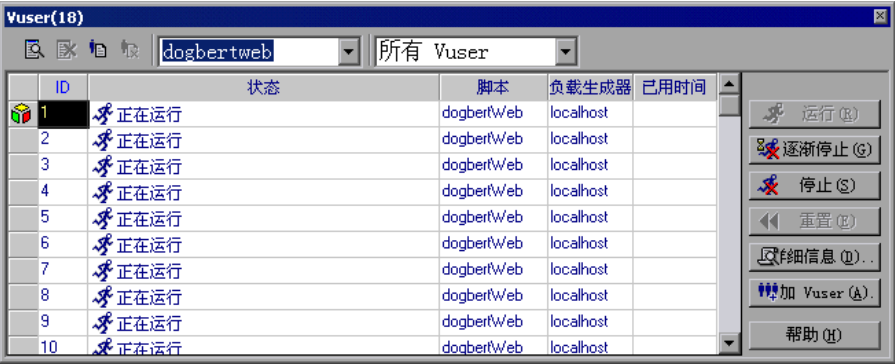 Vuser(18)
dogbertweb 所有 Vuser
ID 状态 脚本 负载生成器 已用时间
1 正在运行 dogbertWeb localhost
2 正在运行 dogbertWeb localhost
3 正在运行 dogbertWeb localhost
4 正在运行 dogbertWeb localhost
5 正在运行 dogbertWeb localhost
6 正在运行 dogbertWeb localhost
7 正在运行 dogbertWeb localhost
8 正在运行 dogbertWeb localhost
9 正在运行 dogbertWeb localhost
10 正在运行 dogbertWeb localhost
运行(R)
逐渐停止(G)
停止(S)
重置(E)
详细信息(D)..
加 Vuser(A).
帮助(H)